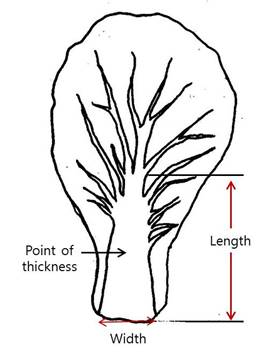 Length
Point of
thickness
Width